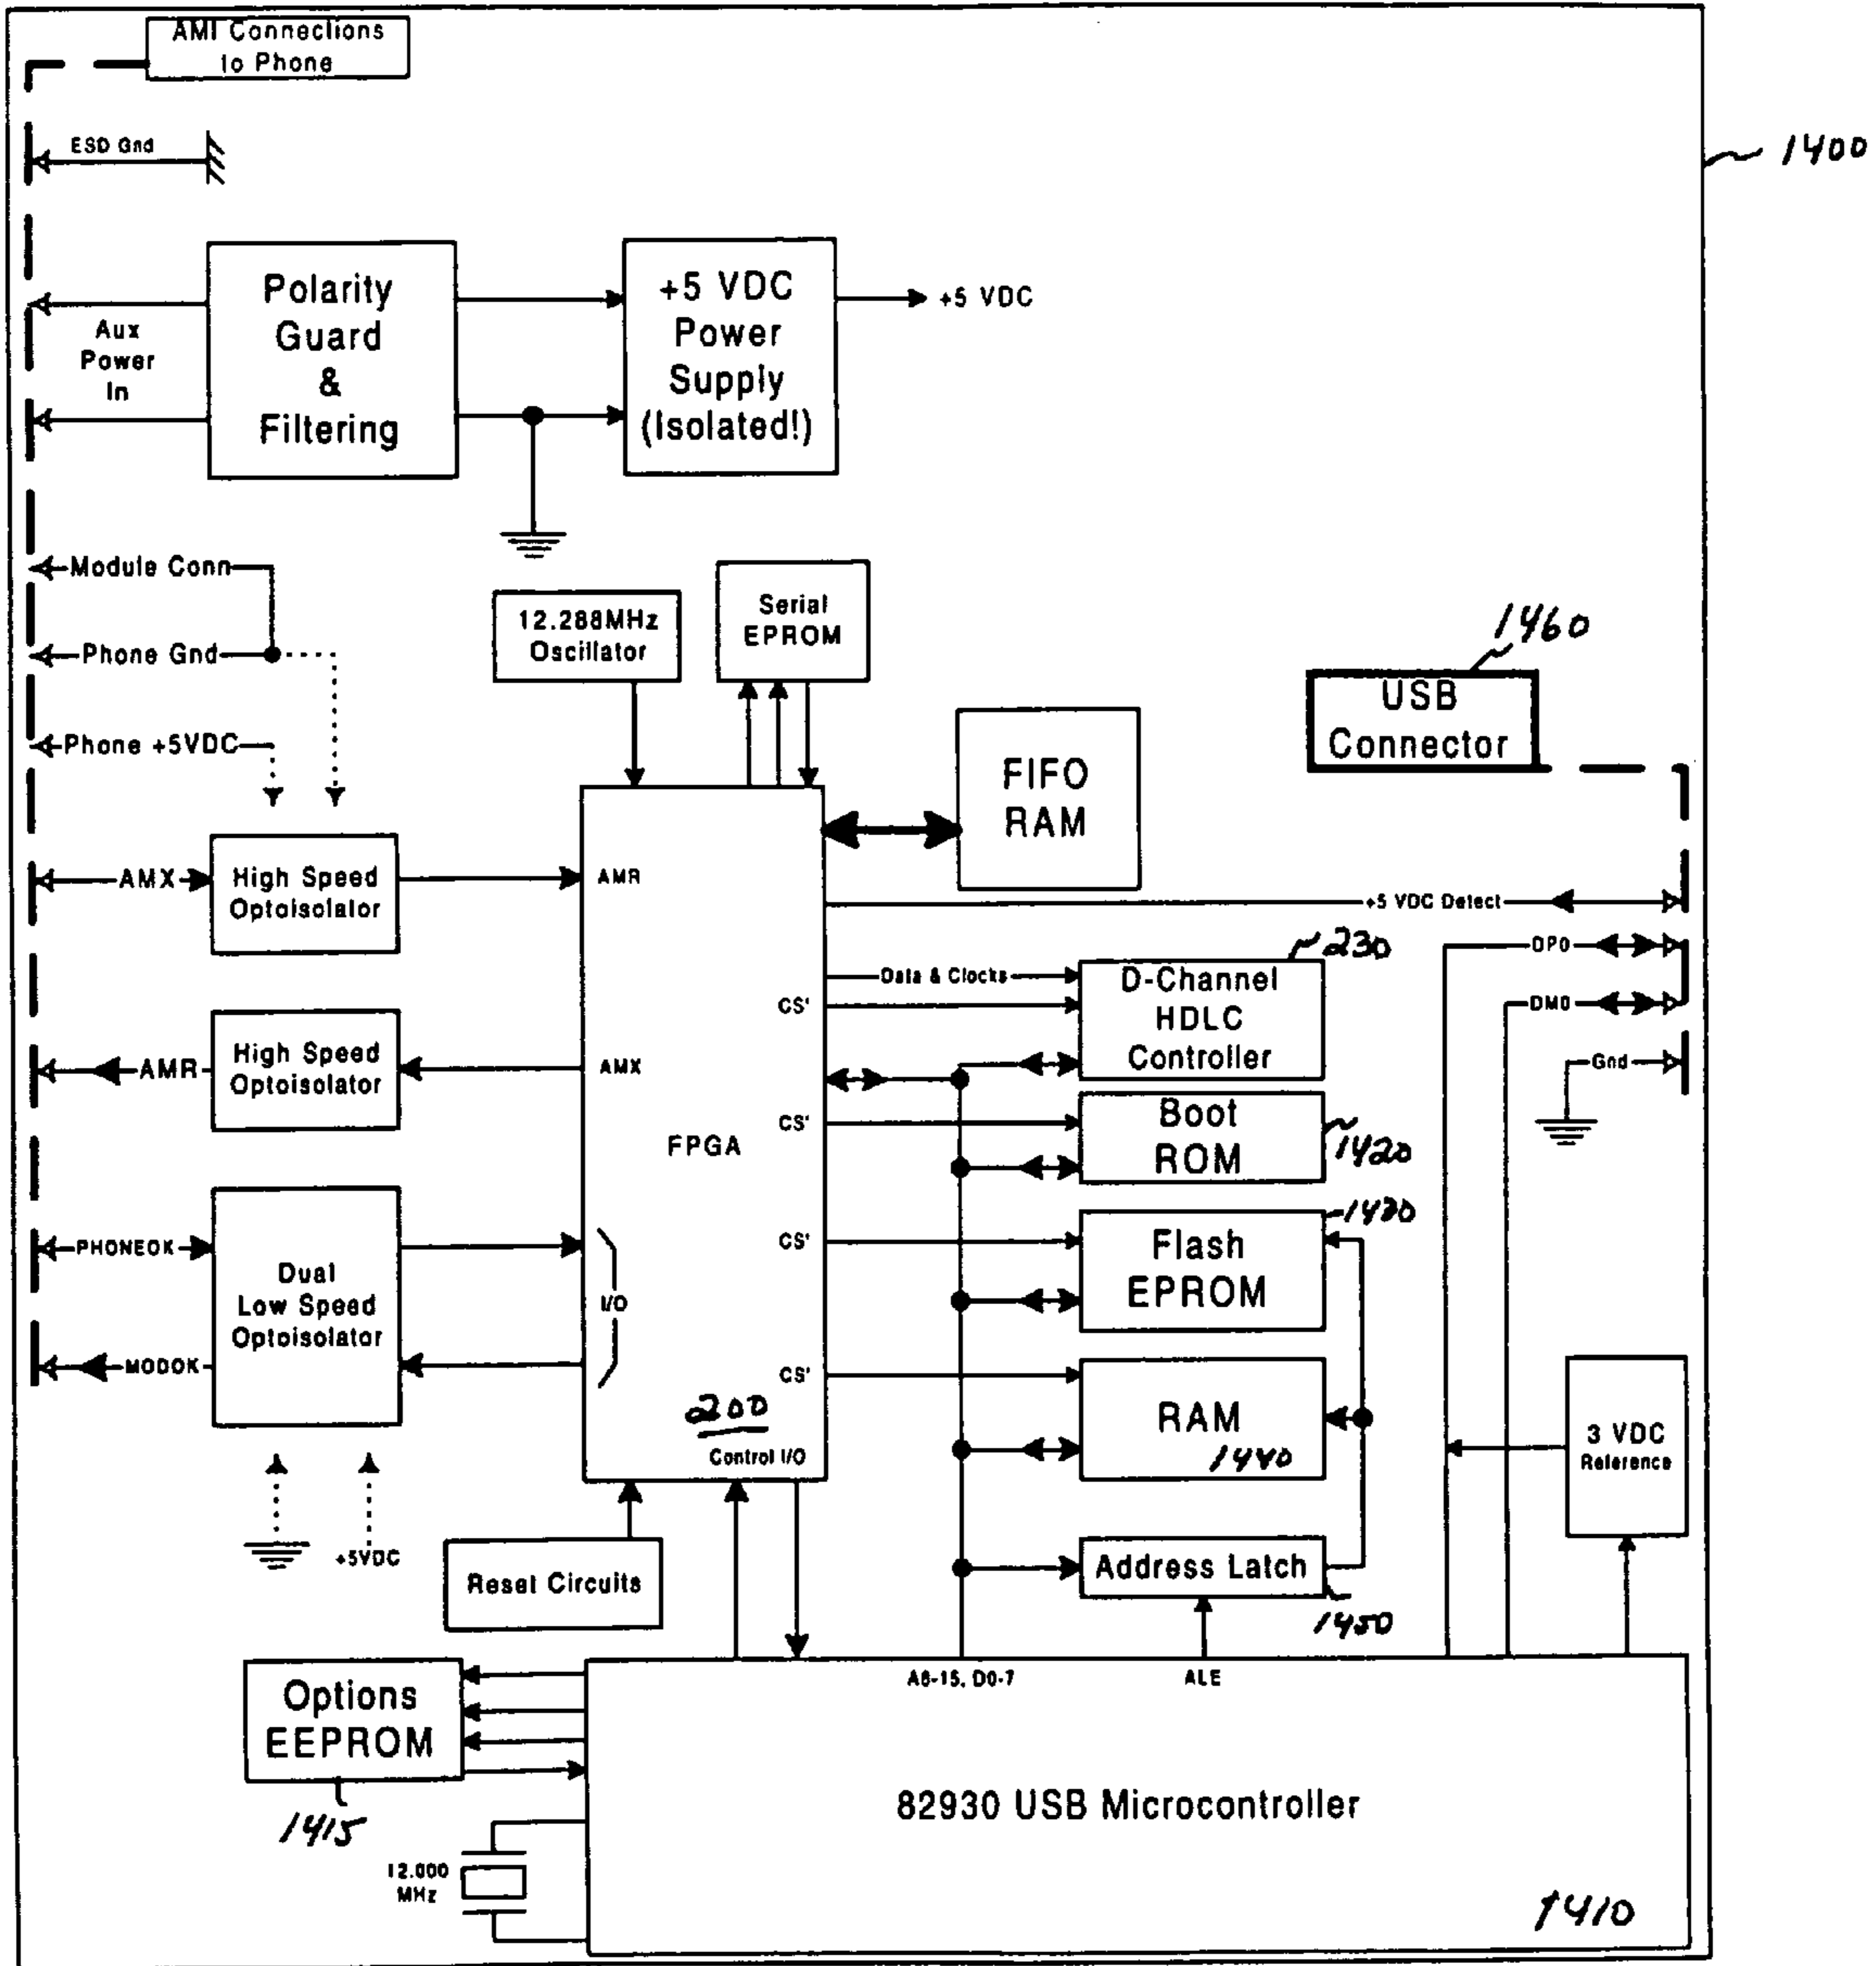 AMI Connections
to Phone
1400
ESD Gnd
Polarity
Guard
&
Filtering
+5 VDC
Power
Supply
(Isolated!)
+5 VDC
Aux
Power
In
Module Conn
Phone Gnd
Phone +5VDC
12.288MHz
Oscillator
Serial
EPROM
1460
USB
Connector
FIFO
RAM
AMX
High Speed
Optoisolator
AMR
+5 VDC Detect
230
DP0
Data & Clocks
D-Channel
HDLC
Controller
CS'
DM0
AMR
High Speed
Optoisolator
AMX
Gnd
FPGA
CS'
Boot
ROM
1420
PHONEOK
Dual
Low Speed
Optoisolator
I/O
CS'
Flash
EPROM
1430
MODOK
CS'
RAM
1440
200
Control I/O
3 VDC
Reference
+5VDC
Reset Circuits
Address Latch
1450
A8-15, D0-7
ALE
Options
EEPROM
1415
82930 USB Microcontroller
12.000
MHz
1410